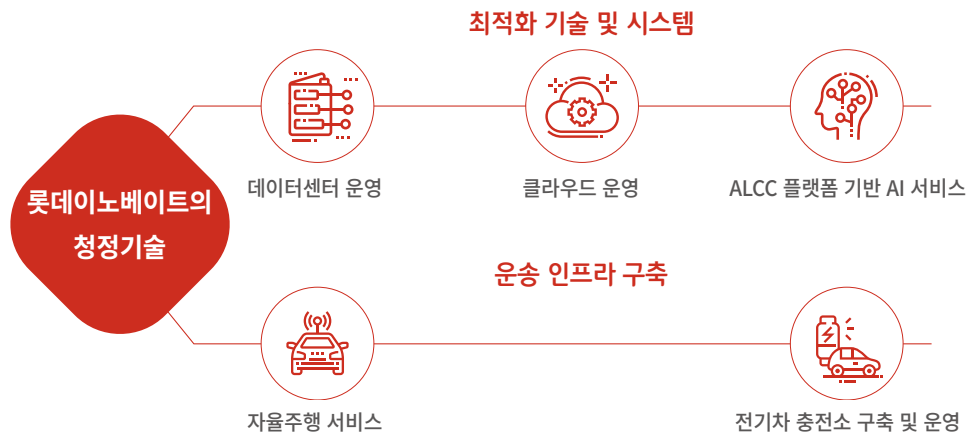 최적화 기술 및 시스템
데이터센터 운영
클라우드 운영
ALCC 플랫폼 기반 AI 서비스
롯데이노베이트의
청정기술
운송 인프라 구축
자율주행 서비스
전기차 충전소 구축 및 운영